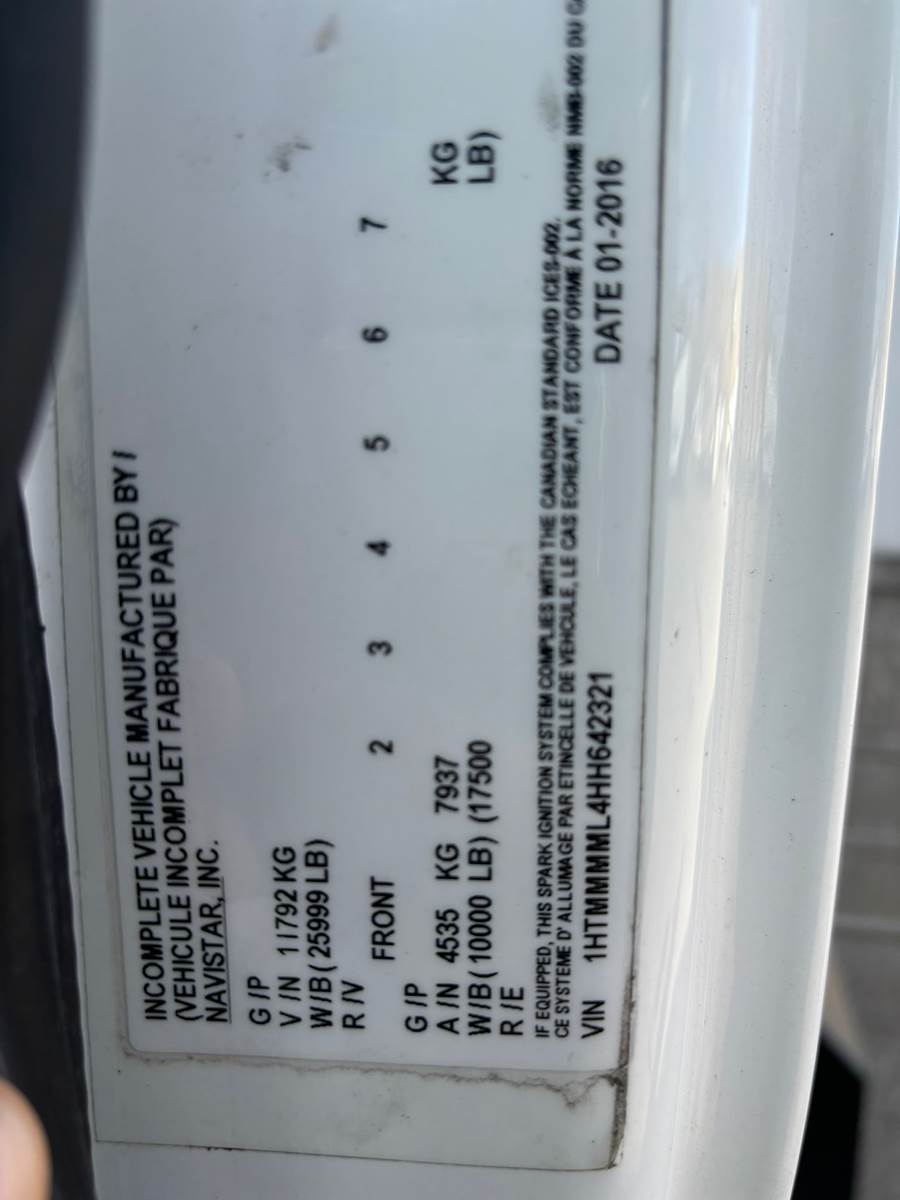 INCOMPLETE VEHICLE MANUFACTURED BY /
(VEHICULE INCOMPLET FABRIQUE PAR)
NAVISTAR, INC.
G /P
V /N 11792 KG
W/B (25999 LB)
R /V
FRONT 2 3 4 5 6 7
G /P
A /N 4535 KG 7937 KG
W/B (10000 LB) (17500 LB)
R /E
IF EQUIPPED, THIS SPARK IGNITION SYSTEM COMPLIES WITH THE CANADIAN STANDARD ICES-002.
CE SYSTEME D' ALLUMAGE PAR ETINCELLE DE VEHCULE, LE CAS ECHEANT, EST CONFORME À LA NORME NMB-002 DU
VIN 1HTMMMML4HH642321 DATE 01-2016